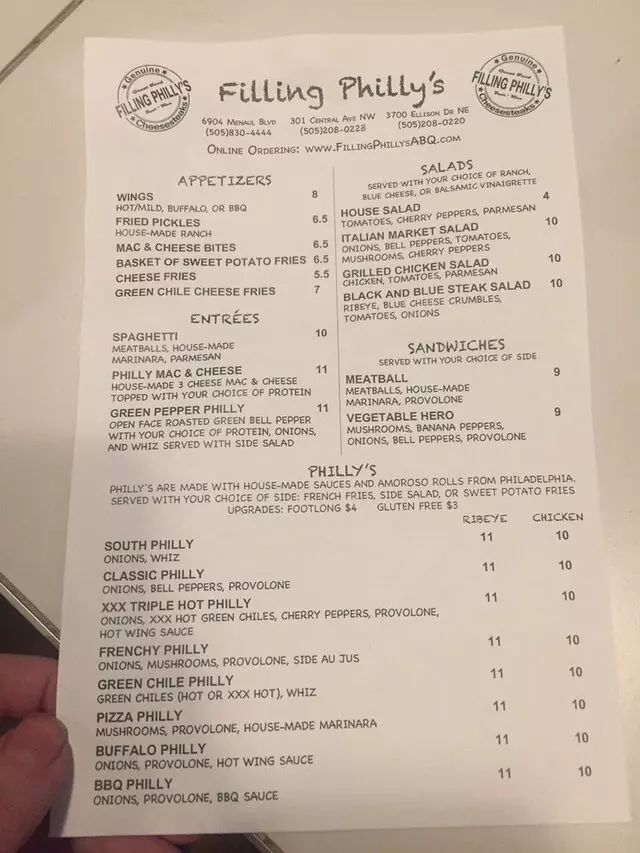 Genuine
FILLING PHILLY'S
Cheesesteaks
Filling Philly's
Genuine
Great Food
FILLING PHILLY'S
Cheesesteaks
6904 Menaul Blvd 301 Central Ave NW 3700 Ellison Dr NE
(505)830-4444 (505)208-0228 (505)208-0220
Online Ordering: www.FillingPhillysABQ.com
APPETIZERS
WINGS 8
HOT/MILD, BUFFALO, OR BBQ
FRIED PICKLES 6.5
HOUSE-MADE RANCH
MAC & CHEESE BITES 6.5
BASKET OF SWEET POTATO FRIES 6.5
CHEESE FRIES 5.5
GREEN CHILE CHEESE FRIES 7
ENTRÉES
SPAGHETTI 10
MEATBALLS, HOUSE-MADE
MARINARA, PARMESAN
PHILLY MAC & CHEESE 11
HOUSE-MADE 3 CHEESE MAC & CHEESE
TOPPED WITH YOUR CHOICE OF PROTEIN
GREEN PEPPER PHILLY 11
OPEN FACE ROASTED GREEN BELL PEPPER
WITH YOUR CHOICE OF PROTEIN, ONIONS,
AND WHIZ SERVED WITH SIDE SALAD
SALADS
SERVED WITH YOUR CHOICE OF RANCH,
BLUE CHEESE, OR BALSAMIC VINAIGRETTE
HOUSE SALAD 4
TOMATOES, CHERRY PEPPERS, PARMESAN
ITALIAN MARKET SALAD 10
ONIONS, BELL PEPPERS, TOMATOES,
MUSHROOMS, CHERRY PEPPERS
GRILLED CHICKEN SALAD 10
CHICKEN, TOMATOES, PARMESAN
BLACK AND BLUE STEAK SALAD 10
RIBEYE, BLUE CHEESE CRUMBLES,
TOMATOES, ONIONS
SANDWICHES
SERVED WITH YOUR CHOICE OF SIDE
MEATBALL 9
MEATBALLS, HOUSE-MADE
MARINARA, PROVOLONE
VEGETABLE HERO 9
MUSHROOMS, BANANA PEPPERS,
ONIONS, BELL PEPPERS, PROVOLONE
PHILLY'S
PHILLY'S ARE MADE WITH HOUSE-MADE SAUCES AND AMOROSO ROLLS FROM PHILADELPHIA.
SERVED WITH YOUR CHOICE OF SIDE: FRENCH FRIES, SIDE SALAD, OR SWEET POTATO FRIES
UPGRADES: FOOTLONG $4 GLUTEN FREE $3
RIBEYE CHICKEN
SOUTH PHILLY 11 10
ONIONS, WHIZ
CLASSIC PHILLY 11 10
ONIONS, BELL PEPPERS, PROVOLONE
XXX TRIPLE HOT PHILLY 11 10
ONIONS, XXX HOT GREEN CHILES, CHERRY PEPPERS, PROVOLONE,
HOT WING SAUCE
FRENCHY PHILLY 11 10
ONIONS, MUSHROOMS, PROVOLONE, SIDE AU JUS
GREEN CHILE PHILLY 11 10
GREEN CHILES (HOT OR XXX HOT), WHIZ
PIZZA PHILLY 11 10
MUSHROOMS, PROVOLONE, HOUSE-MADE MARINARA
BUFFALO PHILLY 11 10
ONIONS, PROVOLONE, HOT WING SAUCE
BBQ PHILLY 11 10
ONIONS, PROVOLONE, BBQ SAUCE